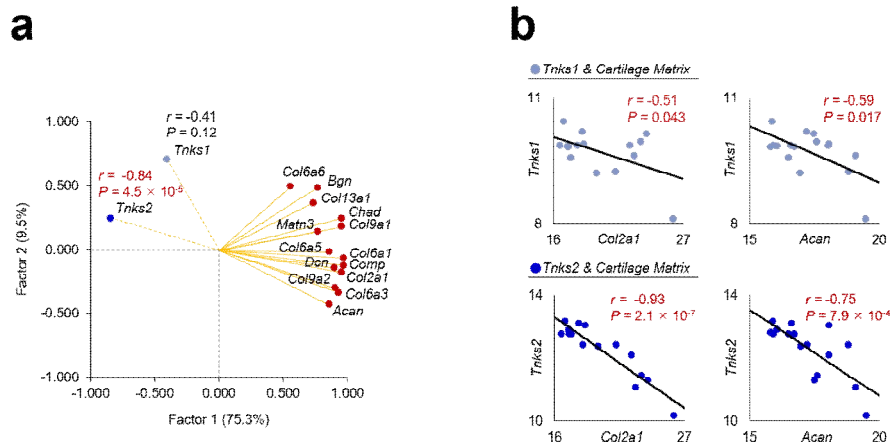 a
b
Tnks1 & Cartilage Matrix
r = -0.41
P = 0.12
Tnks1
r = -0.84
P = 4.5 × 10-5
Tnks2
1.000
0.500
0.000
-0.500
-1.000
-1.000
-0.500
0.000
0.500
1.000
Factor 2 (9.5%)
Factor 1 (75.3%)
Col6a6
Bgn
Col13a1
Chad
Matn3
Col9a1
Col6a5
Col6a1
Dcn
Comp
Col9a2
Col2a1
Col6a3
Acan
11
8
Tnks1
r = -0.51
P = 0.043
16
Col2a1
27
11
8
Tnks1
r = -0.59
P = 0.017
15
Acan
20
Tnks2 & Cartilage Matrix
14
10
Tnks2
r = -0.93
P = 2.1 × 10-7
16
Col2a1
27
14
10
Tnks2
r = -0.75
P = 7.9 × 10-4
15
Acan
20